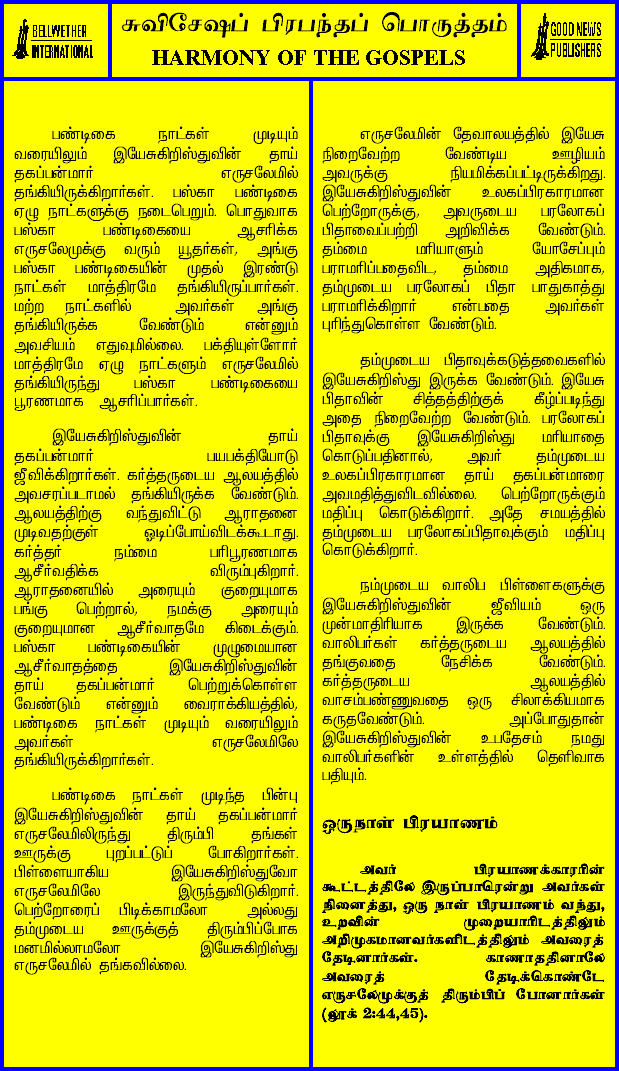 BELLWETHER
INTERNATIONAL
சுவிசேஷப் பிரபந்தப் பொருத்தம்
HARMONY OF THE GOSPELS
GOOD NEWS
PUBLISHERS
பண்டிகை நாட்கள் முடியும்
வரையிலும் இயேசுகிறிஸ்துவின் தாய்
தகப்பன்மார் எருசலேமில்
தங்கியிருக்கிறார்கள். பஸ்கா பண்டிகை
ஏழு நாட்களுக்கு நடைபெறும். பொதுவாக
பஸ்கா பண்டிகையை ஆசரிக்க
எருசலேமுக்கு வரும் யூதர்கள், அங்கு
பஸ்கா பண்டிகையின் முதல் இரண்டு
நாட்கள் மாத்திரமே தங்கியிருப்பார்கள்.
மற்ற நாட்களில் அவர்கள் அங்கு
தங்கியிருக்க வேண்டும் என்னும்
அவசியம் எதுவுமில்லை. பக்தியுள்ளோர்
மாத்திரமே ஏழு நாட்களும் எருசலேமில்
தங்கியிருந்து பஸ்கா பண்டிகையை
பூரணமாக ஆசரிப்பார்கள்.
இயேசுகிறிஸ்துவின் தாய்
தகப்பன்மார் பயபக்தியோடு
ஜீவிக்கிறார்கள். கர்த்தருடைய ஆலயத்தில்
அவசரப்படாமல் தங்கியிருக்க வேண்டும்.
ஆலயத்திற்கு வந்துவிட்டு ஆராதனை
முடிவதற்குள் ஓடிப்போய்விடக்கூடாது.
கர்த்தர் நம்மை பரிபூரணமாக
ஆசீர்வதிக்க விரும்புகிறார்.
ஆராதனையில் அரையும் குறையுமாக
பங்கு பெற்றால், நமக்கு அரையும்
குறையுமான ஆசீர்வாதமே கிடைக்கும்.
பஸ்கா பண்டிகையின் முழுமையான
ஆசீர்வாதத்தை இயேசுகிறிஸ்துவின்
தாய் தகப்பன்மார் பெற்றுக்கொள்ள
வேண்டும் என்னும் வைராக்கியத்தில்,
பண்டிகை நாட்கள் முடியும் வரையிலும்
அவர்கள் எருசலேமிலே
தங்கியிருக்கிறார்கள்.
பண்டிகை நாட்கள் முடிந்த பின்பு
இயேசுகிறிஸ்துவின் தாய் தகப்பன்மார்
எருசலேமிலிருந்து திரும்பி தங்கள்
ஊருக்கு புறப்பட்டுப் போகிறார்கள்.
பிள்ளையாகிய இயேசுகிறிஸ்துவோ
எருசலேமிலே இருந்துவிடுகிறார்.
பெற்றோரைப் பிடிக்காமலோ அல்லது
தம்முடைய ஊருக்குத் திரும்பிப்போக
மனமில்லாமலோ இயேசுகிறிஸ்து
எருசலேமில் தங்கவில்லை.
எருசலேமின் தேவாலயத்தில் இயேசு
நிறைவேற்ற வேண்டிய ஊழியம்
அவருக்கு நியமிக்கப்பட்டிருக்கிறது.
இயேசுகிறிஸ்துவின் உலகப்பிரகாரமான
பெற்றோருக்கு, அவருடைய பரலோகப்
பிதாவைப்பற்றி அறிவிக்க வேண்டும்.
தம்மை மரியாளும் யோசேப்பும்
பராமரிப்பதைவிட, தம்மை அதிகமாக,
தம்முடைய பரலோகப் பிதா பாதுகாத்து
பராமரிக்கிறார் என்பதை அவர்கள்
புரிந்துகொள்ள வேண்டும்.
தம்முடைய பிதாவுக்கடுத்தவைகளில்
இயேசுகிறிஸ்து இருக்க வேண்டும். இயேசு
பிதாவின் சித்தத்திற்குக் கீழ்ப்படிந்து
அதை நிறைவேற்ற வேண்டும். பரலோகப்
பிதாவுக்கு இயேசுகிறிஸ்து மரியாதை
கொடுப்பதினால், அவர் தம்முடைய
உலகப்பிரகாரமான தாய் தகப்பன்மாரை
அவமதித்துவிடவில்லை. பெற்றோருக்கும்
மதிப்பு கொடுக்கிறார். அதே சமயத்தில்
தம்முடைய பரலோகப்பிதாவுக்கும் மதிப்பு
கொடுக்கிறார்.
நம்முடைய வாலிப பிள்ளைகளுக்கு
இயேசுகிறிஸ்துவின் ஜீவியம் ஒரு
முன்மாதிரியாக இருக்க வேண்டும்.
வாலிபர்கள் கர்த்தருடைய ஆலயத்தில்
தங்குவதை நேசிக்க வேண்டும்.
கர்த்தருடைய ஆலயத்தில்
வாசம்பண்ணுவதை ஒரு சிலாக்கியமாக
கருதவேண்டும். அப்போதுதான்
இயேசுகிறிஸ்துவின் உபதேசம் நமது
வாலிபர்களின் உள்ளத்தில் தெளிவாக
பதியும்.
ஒருநாள் பிரயாணம்
அவர் பிரயாணக்காரரின்
கூட்டத்திலே இருப்பாரென்று அவர்கள்
நினைத்து, ஒரு நாள் பிரயாணம் வந்து,
உறவின் முறையாரிடத்திலும்
அறிமுகமானவர்களிடத்திலும் அவரைத்
தேடினார்கள். காணாததினாலே
அவரைத் தேடிக்கொண்டே
எருசலேமுக்குத் திரும்பிப் போனார்கள்
(லூக் 2:44,45).